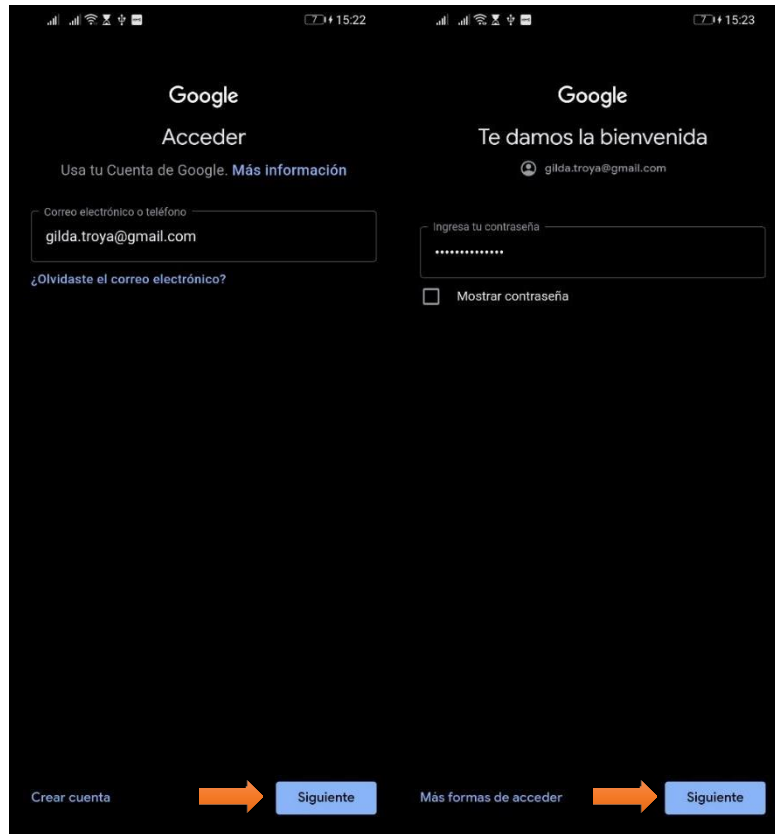 7 15:22
Google
Acceder
Usa tu Cuenta de Google. Más información
Correo electrónico o teléfono
gilda.troya@gmail.com
¿Olvidaste el correo electrónico?
Crear cuenta
Siguiente
7 15:23
Google
Te damos la bienvenida
gilda.troya@gmail.com
Ingresa tu contraseña
••••••••••••••
Mostrar contraseña
Más formas de acceder
Siguiente